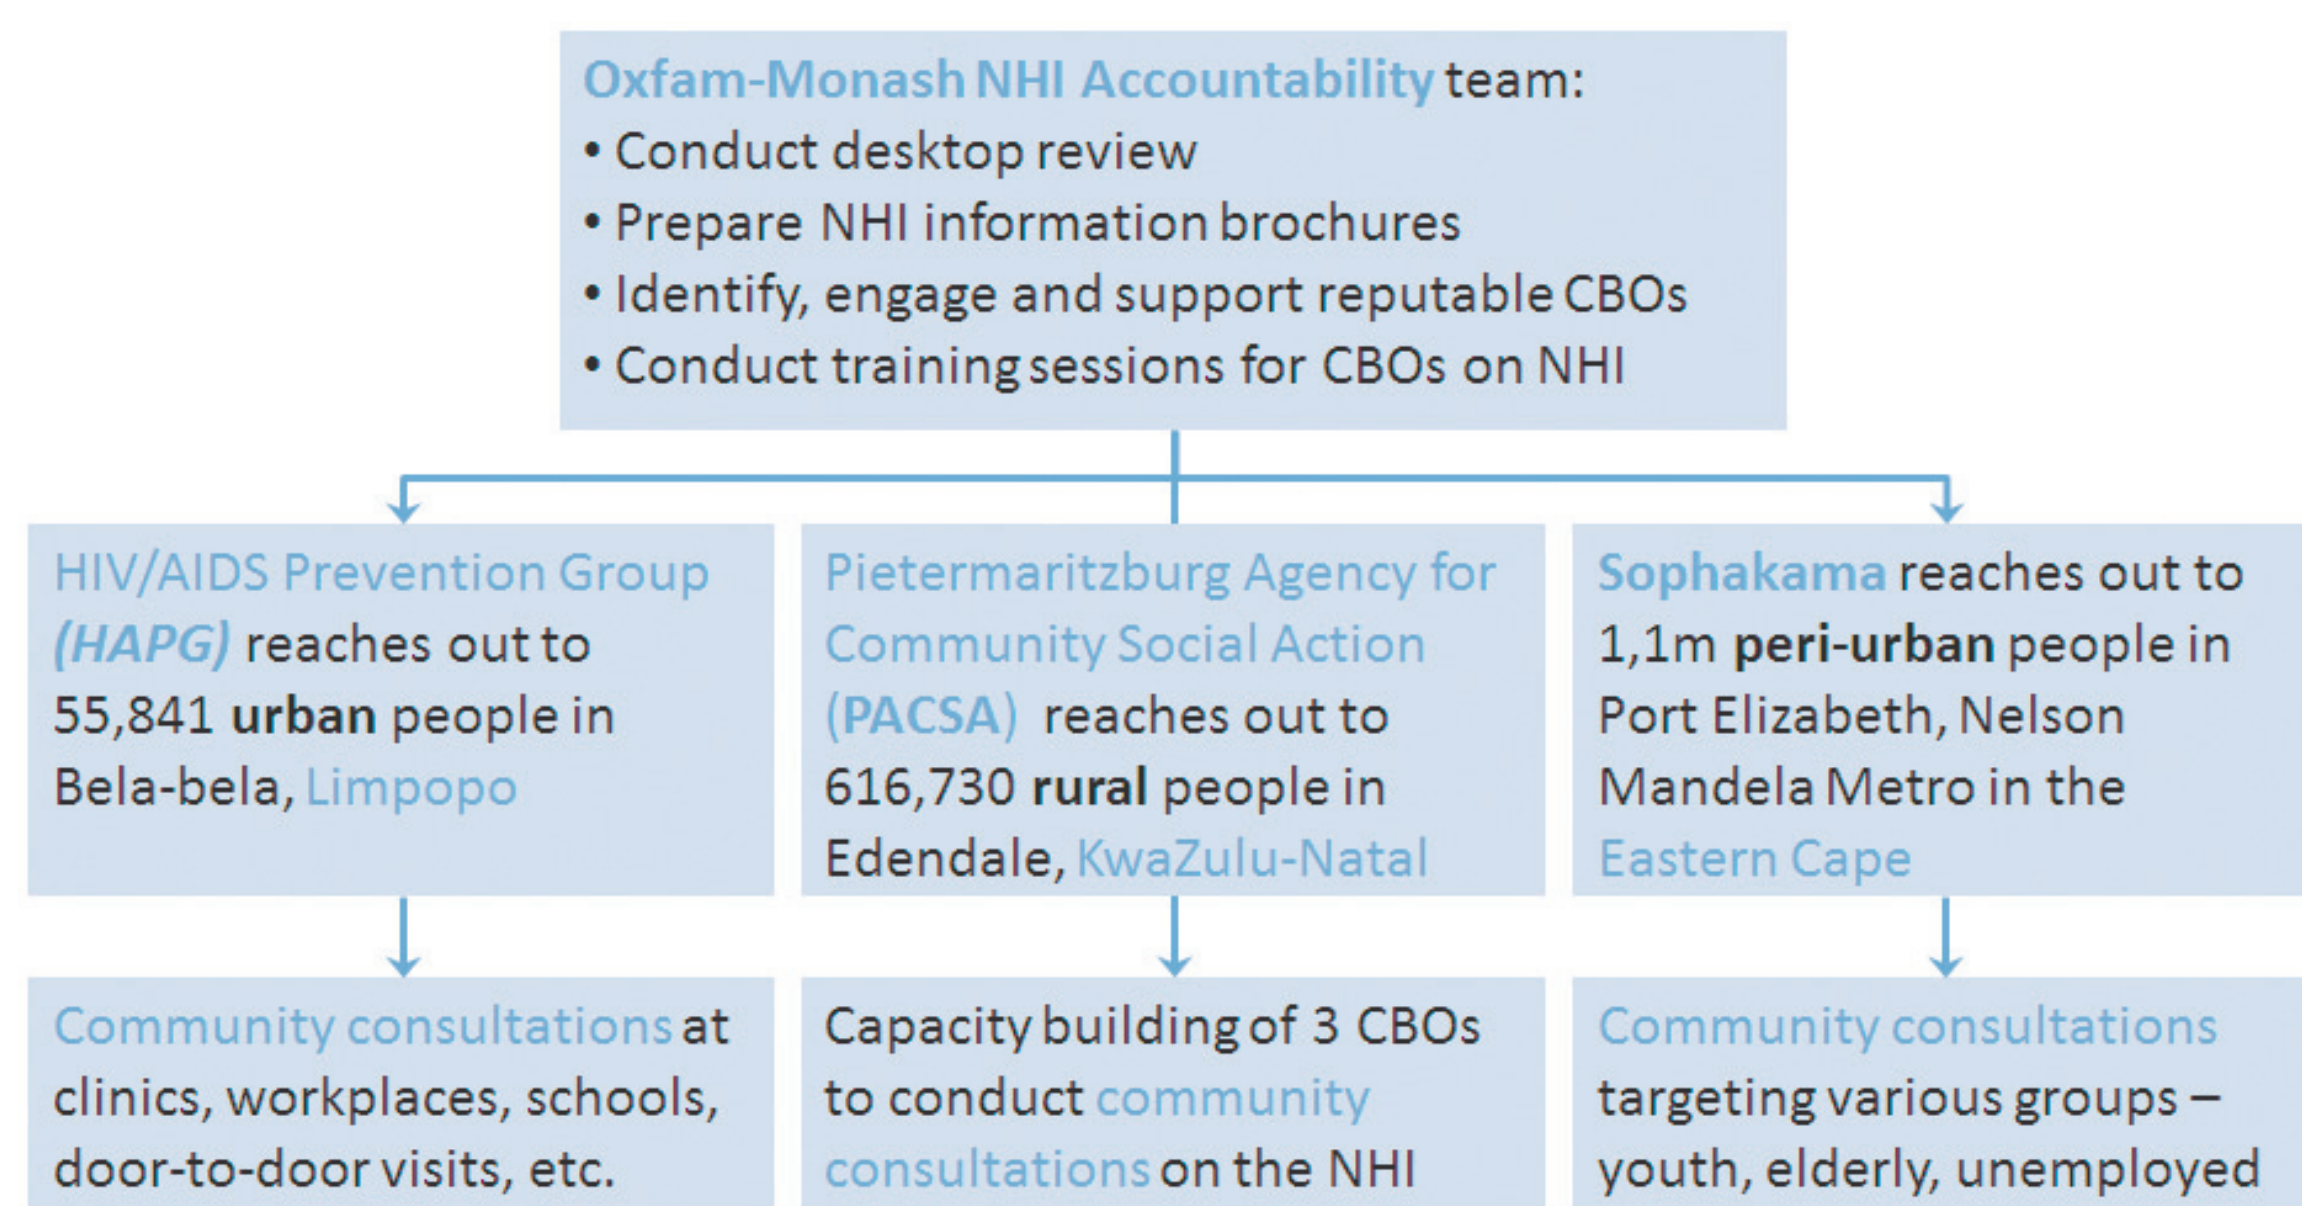 Oxfam-Monash NHI Accountability team:
• Conduct desktop review
• Prepare NHI information brochures
• Identify, engage and support reputable CBOs
• Conduct training sessions for CBOs on NHI
HIV/AIDS Prevention Group
(HAPG) reaches out to
55,841 urban people in
Bela-bela, Limpopo
Pietermaritzburg Agency for
Community Social Action
(PACSA) reaches out to
616,730 rural people in
Edendale, KwaZulu-Natal
Sophakama reaches out to
1,1m peri-urban people in
Port Elizabeth, Nelson
Mandela Metro in the
Eastern Cape
Community consultations at
clinics, workplaces, schools,
door-to-door visits, etc.
Capacity building of 3 CBOs
to conduct community
consultations on the NHI
Community consultations
targeting various groups –
youth, elderly, unemployed